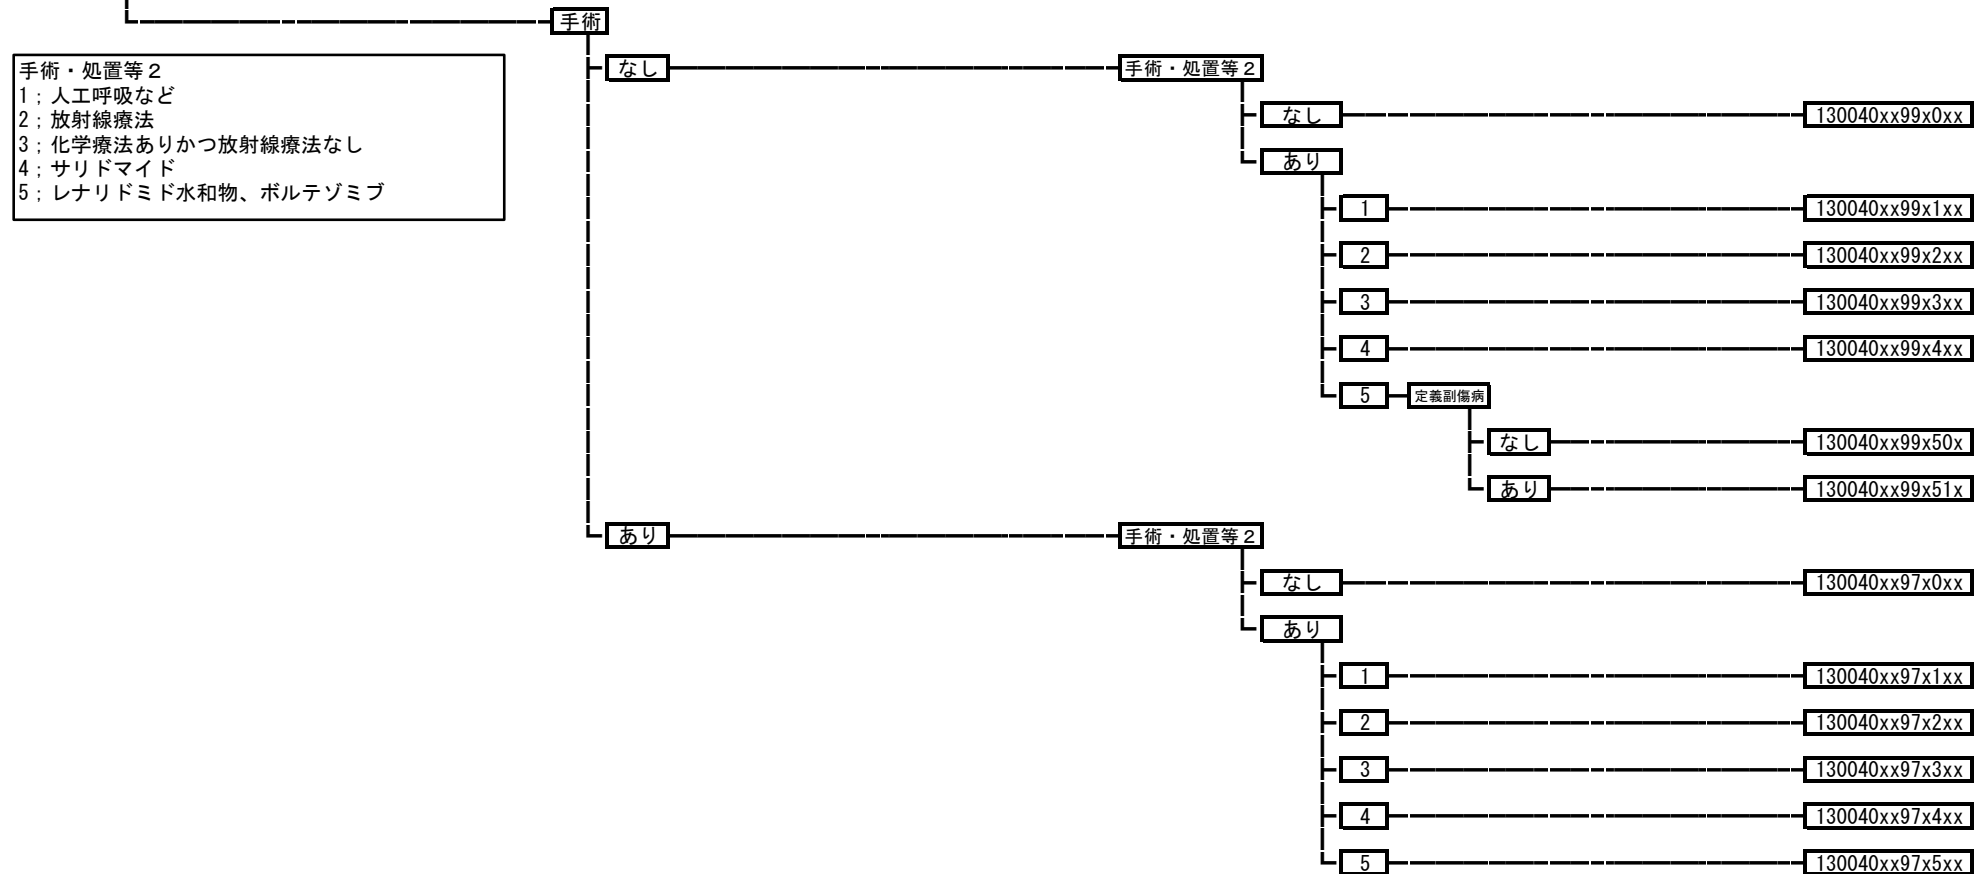 手術
手術・処置等２
1；人工呼吸など
2；放射線療法
3；化学療法ありかつ放射線療法なし
4；サリドマイド
5；レナリドミド水和物、ボルテゾミブ
なし
手術・処置等２
なし
130040xx99x0xx
あり
1
130040xx99x1xx
2
130040xx99x2xx
3
130040xx99x3xx
4
130040xx99x4xx
5
定義副傷病
なし
130040xx99x50x
あり
130040xx99x51x
あり
手術・処置等２
なし
130040xx97x0xx
あり
1
130040xx97x1xx
2
130040xx97x2xx
3
130040xx97x3xx
4
130040xx97x4xx
5
130040xx97x5xx